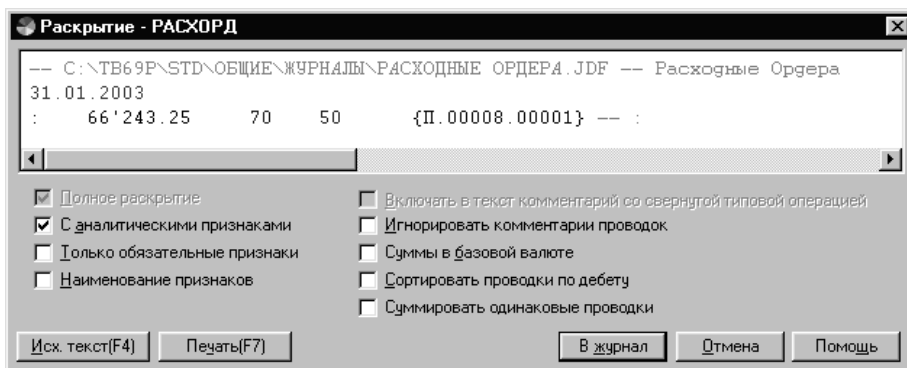 Раскрытие - РАСХОРД
-- C:\TB69P\STD\ОБЩИЕ\ЖУРНАЛЫ\РАСХОДНЫЕ ОРДЕРА.JDF -- Расходные Ордера
31.01.2003
: 66'243.25 70 50 {П.00008.00001} -- :
Полное раскрытие
С аналитическими признаками
Только обязательные признаки
Наименование признаков
Включать в текст комментарий со свернутой типовой операцией
Игнорировать комментарии проводок
Суммы в базовой валюте
Сортировать проводки по дебету
Суммировать одинаковые проводки
Исх. текст(F4) Печать(F7) В журнал Отмена Помощь